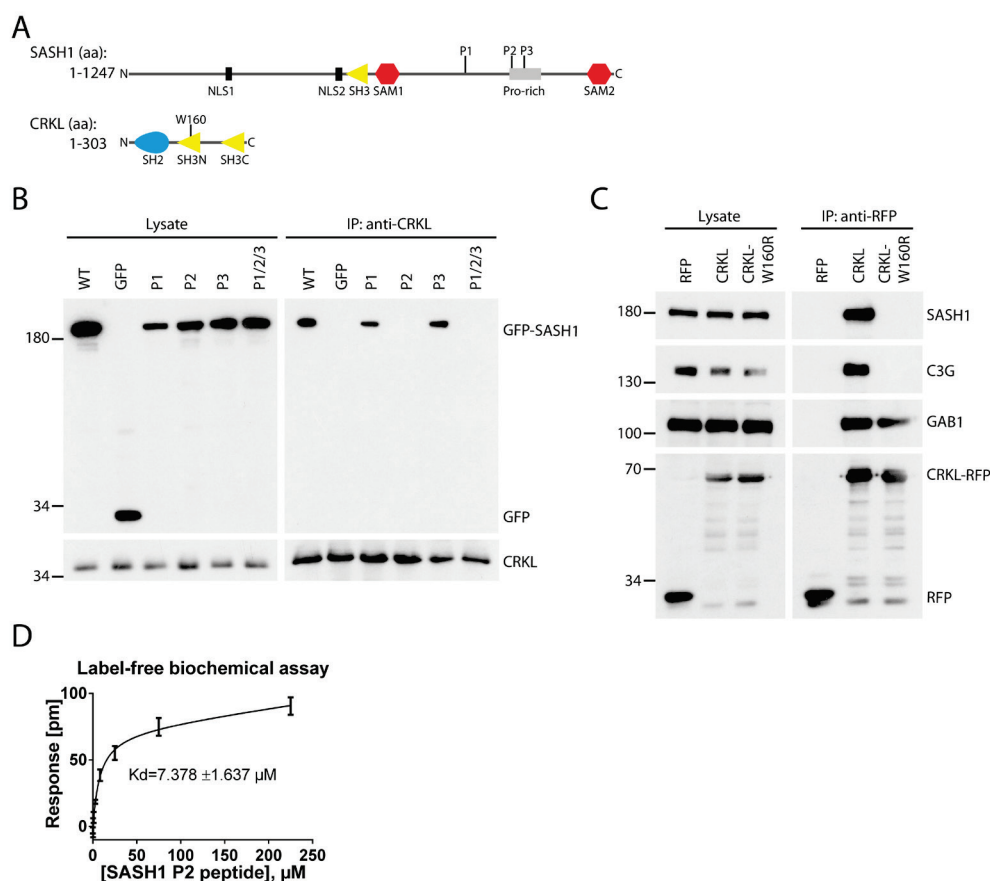 A
SASH1 (aa):
1-1247
N
P1
P2 P3
C
NLS1
NLS2 SH3 SAM1
Pro-rich
SAM2
CRKL (aa):
1-303
W160
N
C
SH2
SH3N
SH3C
B
Lysate
IP: anti-CRKL
WT
GFP
P1
P2
P3
P1/2/3
WT
GFP
P1
P2
P3
P1/2/3
180
34
34
GFP-SASH1
GFP
CRKL
C
Lysate
IP: anti-RFP
RFP
CRKL
CRKL-
W160R
RFP
CRKL
CRKL-
W160R
180
SASH1
130
C3G
100
GAB1
70
CRKL-RFP
34
RFP
D
Label-free biochemical assay
Response [pm]
100
50
0
Kd=7.378 ±1.637 µM
0 50 100 150 200 250
[SASH1 P2 peptide], µM